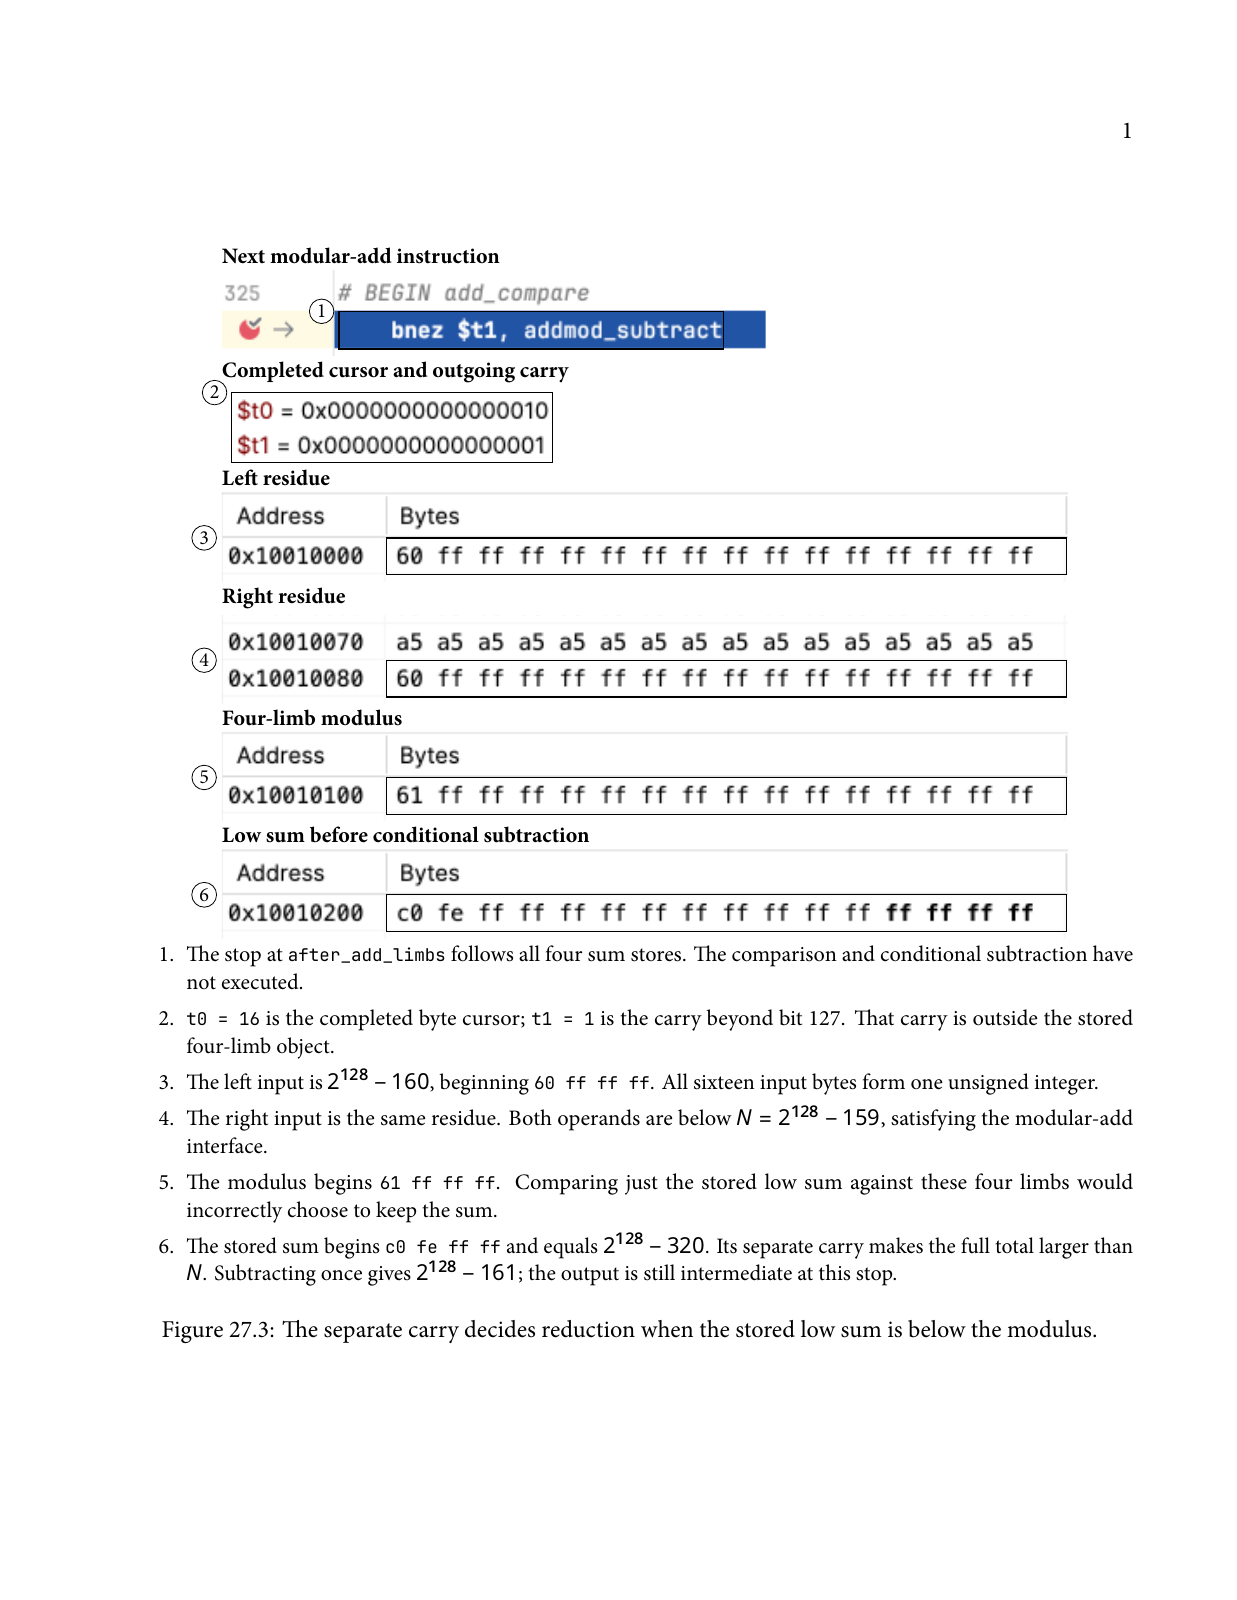 1
Next modular-add instruction
325 # BEGIN add_compare
1 bnez $t1, addmod_subtract
Completed cursor and outgoing carry
2
$t0 = 0x0000000000000010
$t1 = 0x0000000000000001
Left residue
Address Bytes
3
0x10010000 60 ff ff ff ff ff ff ff ff ff ff ff ff ff ff ff
Right residue
0x10010070 a5 a5 a5 a5 a5 a5 a5 a5 a5 a5 a5 a5 a5 a5 a5 a5
4
0x10010080 60 ff ff ff ff ff ff ff ff ff ff ff ff ff ff ff
Four-limb modulus
Address Bytes
5
0x10010100 61 ff ff ff ff ff ff ff ff ff ff ff ff ff ff ff
Low sum before conditional subtraction
Address Bytes
6
0x10010200 c0 fe ff ff ff ff ff ff ff ff ff ff ff ff ff ff
1. The stop at after_add_limbs follows all four sum stores. The comparison and conditional subtraction have
not executed.
2. t0 = 16 is the completed byte cursor; t1 = 1 is the carry beyond bit 127. That carry is outside the stored
four-limb object.
3. The left input is 2¹²⁸ – 160, beginning 60 ff ff ff. All sixteen input bytes form one unsigned integer.
4. The right input is the same residue. Both operands are below N = 2¹²⁸ – 159, satisfying the modular-add
interface.
5. The modulus begins 61 ff ff ff. Comparing just the stored low sum against these four limbs would
incorrectly choose to keep the sum.
6. The stored sum begins c0 fe ff ff and equals 2¹²⁸ – 320. Its separate carry makes the full total larger than
N. Subtracting once gives 2¹²⁸ – 161; the output is still intermediate at this stop.
Figure 27.3: The separate carry decides reduction when the stored low sum is below the modulus.